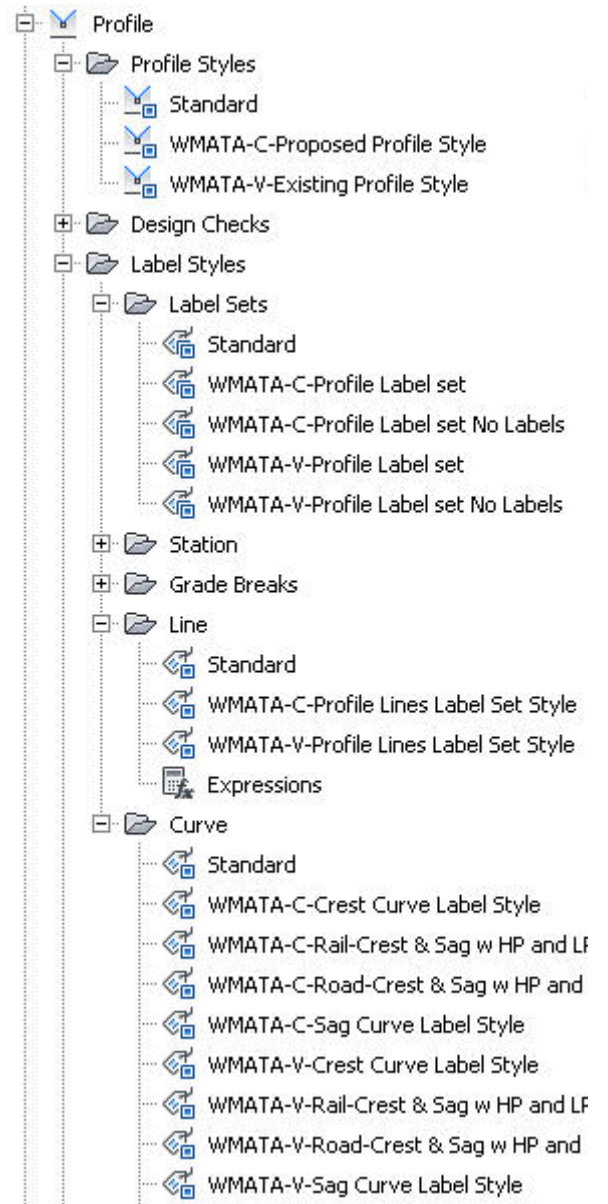 Profile
Profile Styles
Standard
WMATA-C-Proposed Profile Style
WMATA-V-Existing Profile Style
Design Checks
Label Styles
Label Sets
Standard
WMATA-C-Profile Label set
WMATA-C-Profile Label set No Labels
WMATA-V-Profile Label set
WMATA-V-Profile Label set No Labels
Station
Grade Breaks
Line
Standard
WMATA-C-Profile Lines Label Set Style
WMATA-V-Profile Lines Label Set Style
Expressions
Curve
Standard
WMATA-C-Crest Curve Label Style
WMATA-C-Rail-Crest & Sag w HP and
WMATA-C-Road-Crest & Sag w HP and
WMATA-C-Sag Curve Label Style
WMATA-V-Crest Curve Label Style
WMATA-V-Rail-Crest & Sag w HP and
WMATA-V-Road-Crest & Sag w HP and
WMATA-V-Sag Curve Label Style